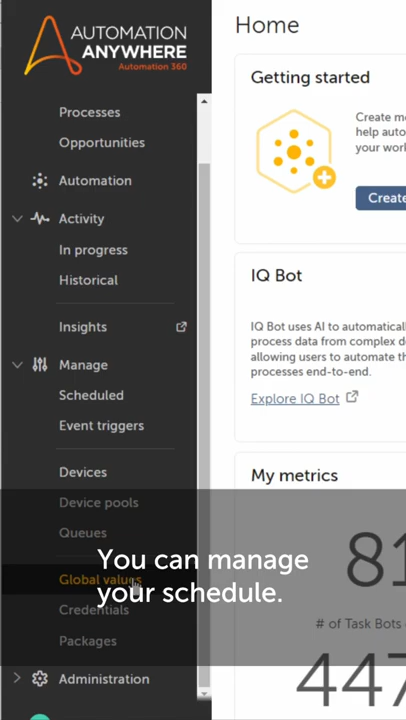 AUTOMATION
ANYWHERE
Automation 360
Processes
Opportunities
Automation
Activity
In progress
Historical
Insights
Manage
Scheduled
Event triggers
Devices
Device pools
Queues
Global values
Credentials
Packages
Administration
Home
Getting started
Create
help auto
your work
Create
IQ Bot
IQ Bot uses AI to automatically
process data from complex d
allowing users to automate th
processes end-to-end.
Explore IQ Bot
My metrics
81
# of Task Bots
447
You can manage
your schedule.